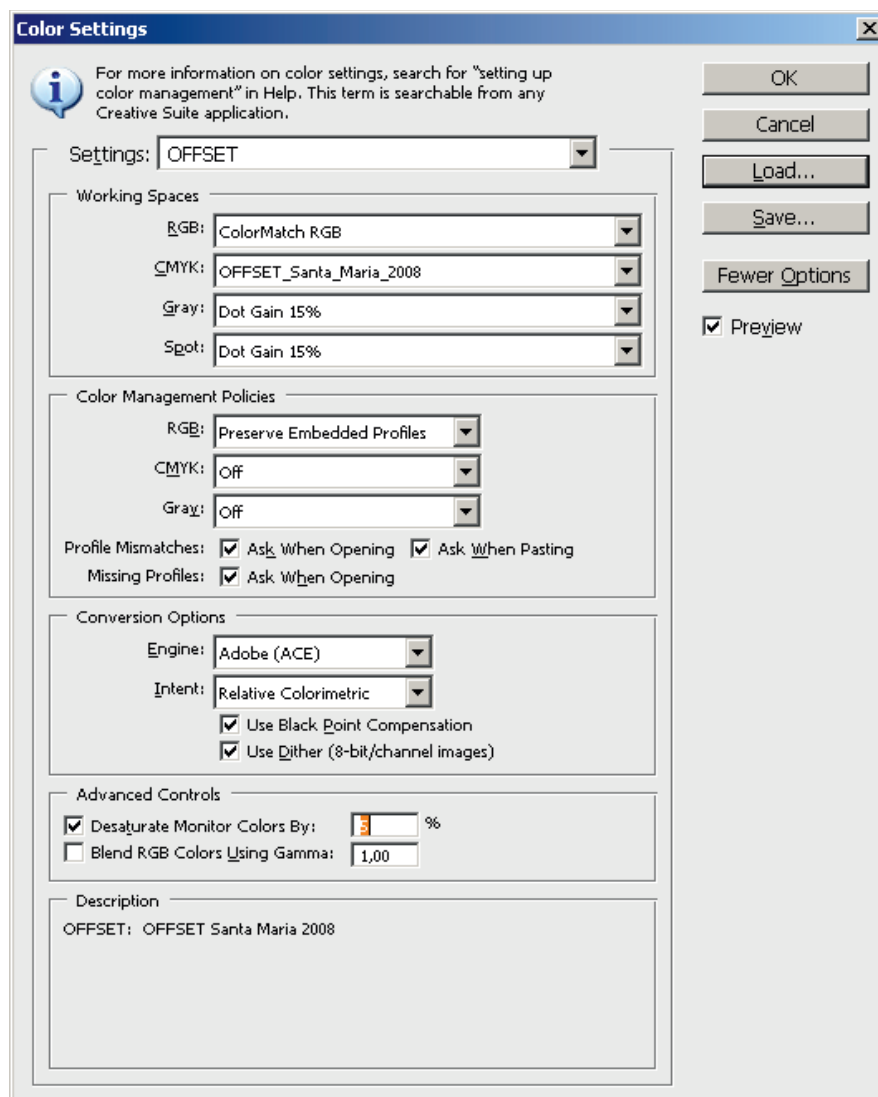 Color Settings
For more information on color settings, search for "setting up
color management" in Help. This term is searchable from any
Creative Suite application.
Settings: OFFSET
Working Spaces
RGB: ColorMatch RGB
CMYK: OFFSET_Santa_Maria_2008
Gray: Dot Gain 15%
Spot: Dot Gain 15%
Color Management Policies
RGB: Preserve Embedded Profiles
CMYK: Off
Gray: Off
Profile Mismatches: Ask When Opening Ask When Pasting
Missing Profiles: Ask When Opening
Conversion Options
Engine: Adobe (ACE)
Intent: Relative Colorimetric
Use Black Point Compensation
Use Dither (8-bit/channel images)
Advanced Controls
Desaturate Monitor Colors By: %
Blend RGB Colors Using Gamma: 1,00
Description
OFFSET: OFFSET Santa Maria 2008
OK
Cancel
Load...
Save...
Fewer Options
Preview